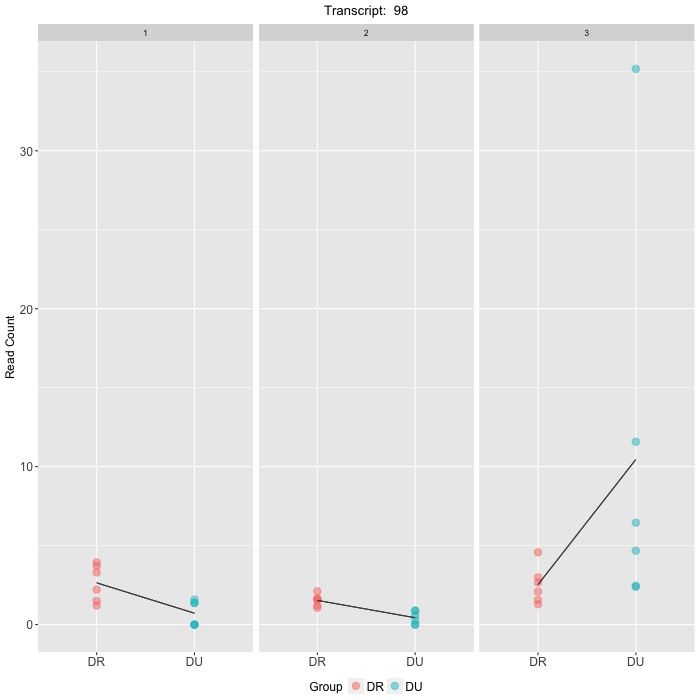 Transcript:  98
1 2 3
Read Count
30
20
10
0
DR DU DR DU DR DU
Group DR DU